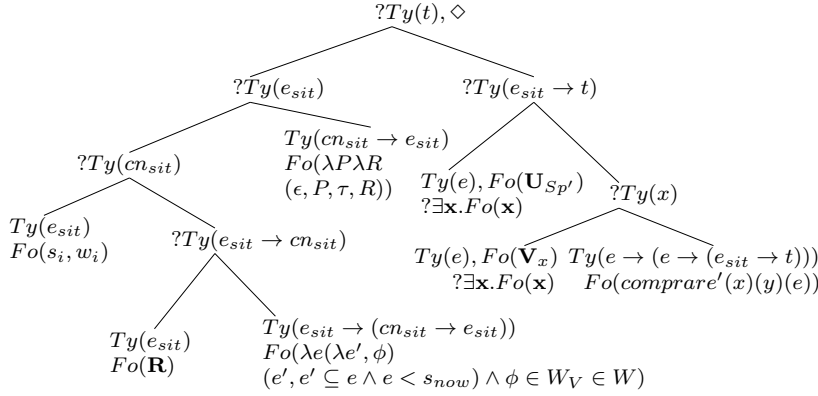 ?Ty(t), ◇
?Ty(e_sit)
?Ty(e_sit → t)
Ty(cn_sit → e_sit)
Fo(λPλR
(ϵ, P, τ, R))
?Ty(cn_sit)
Ty(e), Fo(U_Sp′)
?∃x.Fo(x)
?Ty(x)
Ty(e_sit)
Fo(s_i, w_i)
?Ty(e_sit → cn_sit)
Ty(e), Fo(V_x)
?∃x.Fo(x)
Ty(e → (e → (e_sit → t)))
Fo(comprare′(x)(y)(e))
Ty(e_sit)
Fo(R)
Ty(e_sit → (cn_sit → e_sit))
Fo(λe(λe′, ϕ)
(e′, e′ ⊆ e ∧ e < s_now) ∧ ϕ ∈ W_V ∈ W)